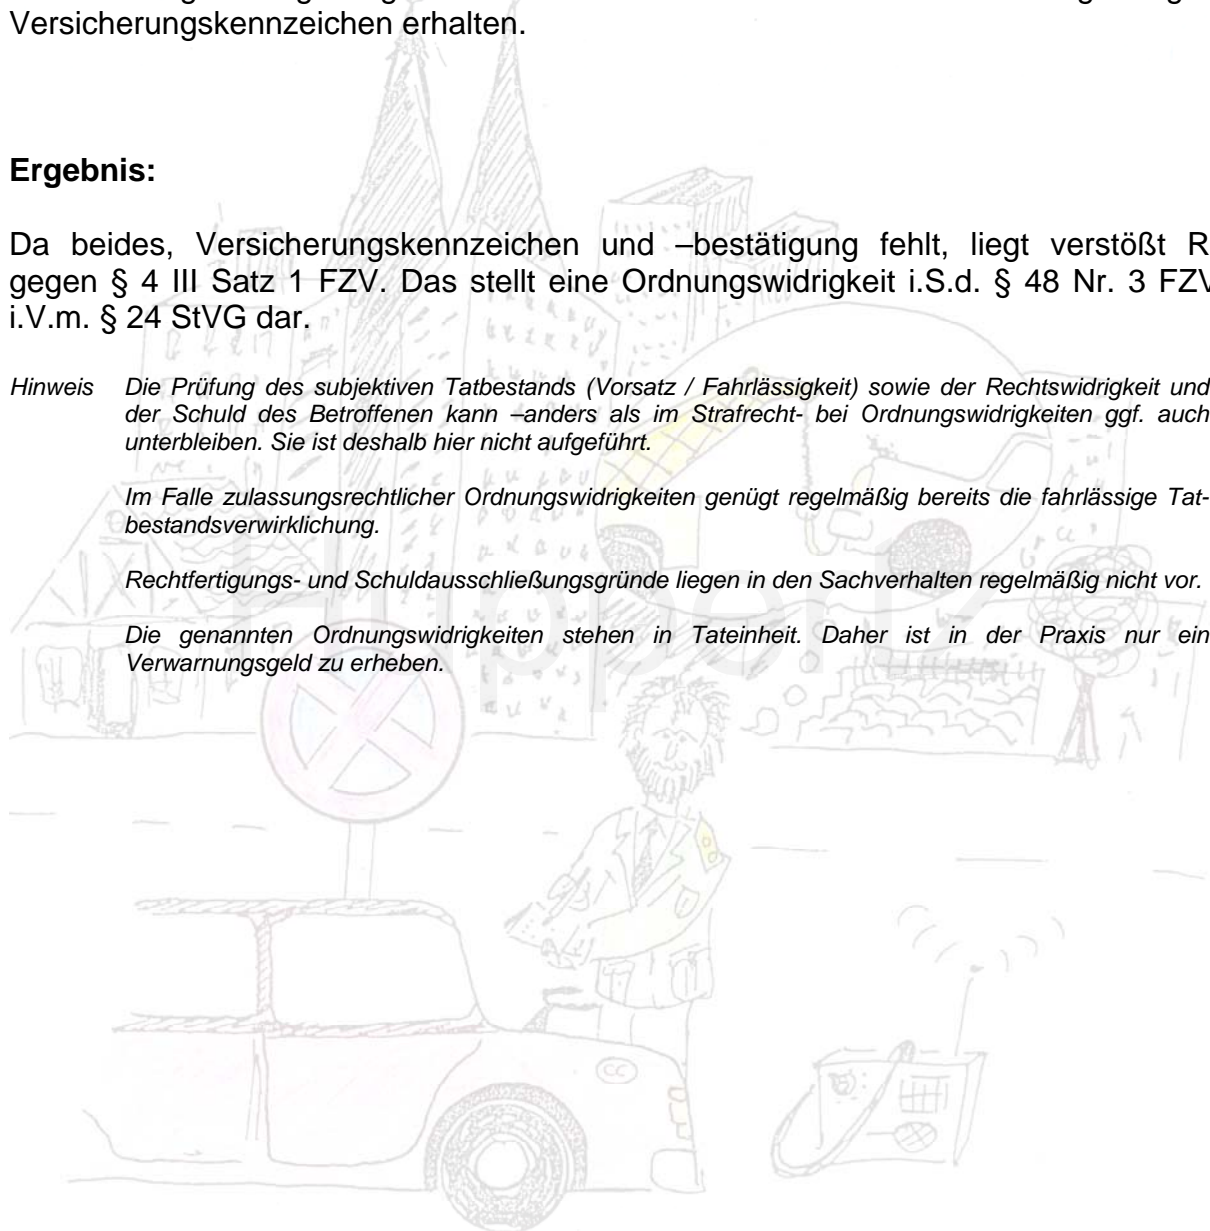 Versicherungskennzeichen erhalten.
Ergebnis:
Da beides, Versicherungskennzeichen und –bestätigung fehlt, liegt verstößt R
gegen § 4 III Satz 1 FZV. Das stellt eine Ordnungswidrigkeit i.S.d. § 48 Nr. 3 FZV
i.V.m. § 24 StVG dar.
Hinweis Die Prüfung des subjektiven Tatbestands (Vorsatz / Fahrlässigkeit) sowie der Rechtswidrigkeit und
der Schuld des Betroffenen kann –anders als im Strafrecht- bei Ordnungswidrigkeiten ggf. auch
unterbleiben. Sie ist deshalb hier nicht aufgeführt.
Im Falle zulassungsrechtlicher Ordnungswidrigkeiten genügt regelmäßig bereits die fahrlässige Tat-
bestandsverwirklichung.
Rechtfertigungs- und Schuldausschließungsgründe liegen in den Sachverhalten regelmäßig nicht vor.
Die genannten Ordnungswidrigkeiten stehen in Tateinheit. Daher ist in der Praxis nur ein
Verwarnungsgeld zu erheben.
CC